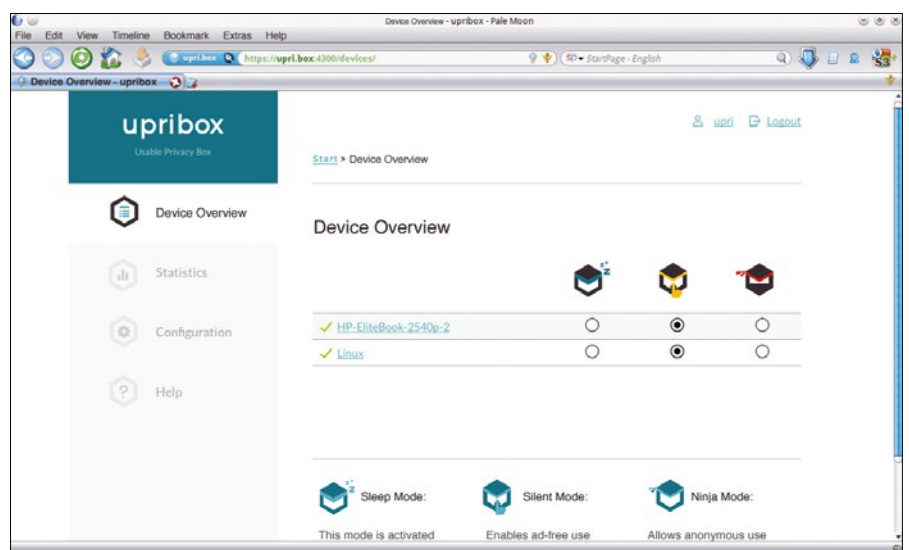 Device Overview - upribox - Pale Moon
File Edit View Timeline Bookmark Extras Help
upri.box https://upri.box:4300/devices/ StartPage - English
Device Overview - upribox
upribox
Usable Privacy Box
upri Logout
Start » Device Overview
Device Overview
Statistics
Configuration
Help
Device Overview
HP-EliteBook-2540p-2
Linux
Sleep Mode: Silent Mode: Ninja Mode:
This mode is activated Enables ad-free use Allows anonymous use